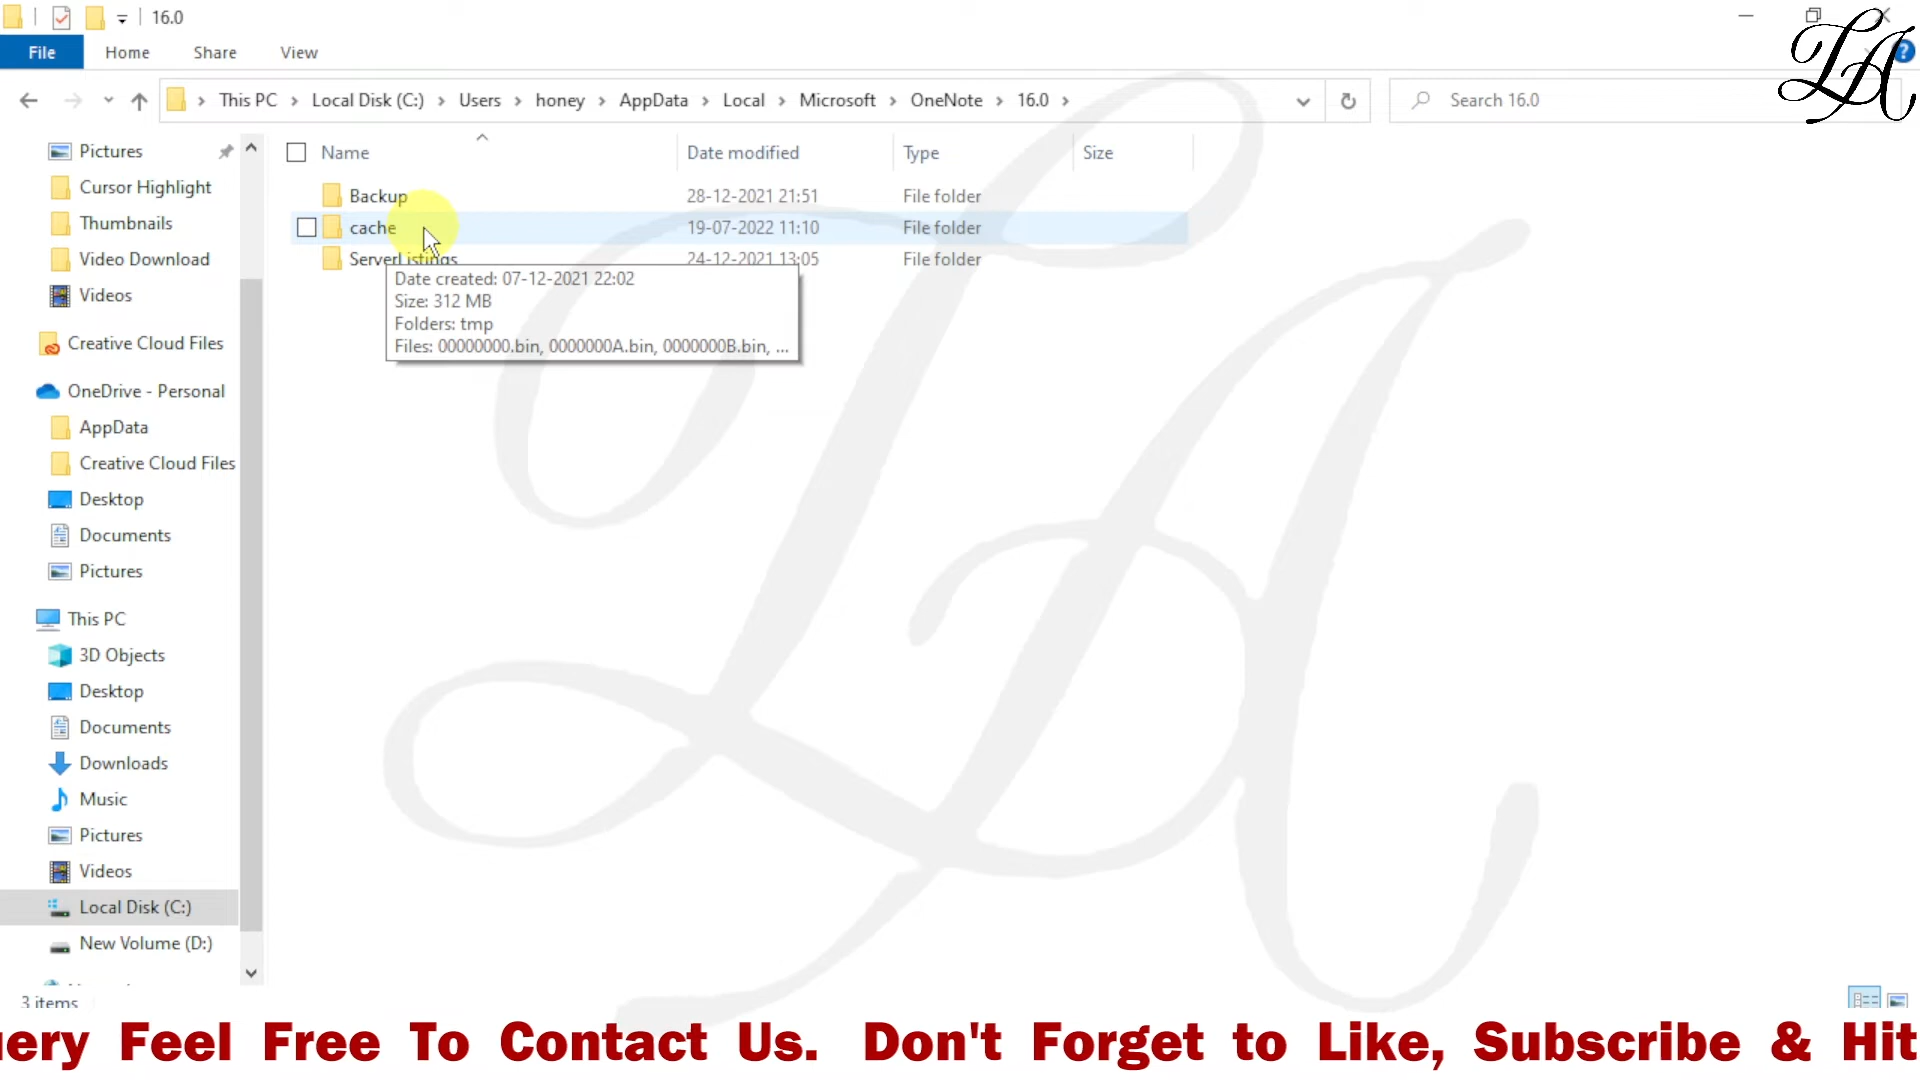 16.0
File Home Share View
This PC Local Disk (C:) Users honey AppData Local Microsoft OneNote 16.0 Search 16.0
LA
Name Date modified Type Size
Backup 28-12-2021 21:51 File folder
cache 19-07-2022 11:10 File folder
ServerListings 24-12-2021 13:05 File folder
Date created: 07-12-2021 22:02
Size: 312 MB
Folders: tmp
Files: 00000000.bin, 0000000A.bin, 0000000B.bin, ...
Pictures
Cursor Highlight
Thumbnails
Video Download
Videos
Creative Cloud Files
OneDrive - Personal
AppData
Creative Cloud Files
Desktop
Documents
Pictures
This PC
3D Objects
Desktop
Documents
Downloads
Music
Pictures
Videos
Local Disk (C:)
New Volume (D:)
3 items
Feel Free To Contact Us. Don't Forget to Like, Subscribe & Hit